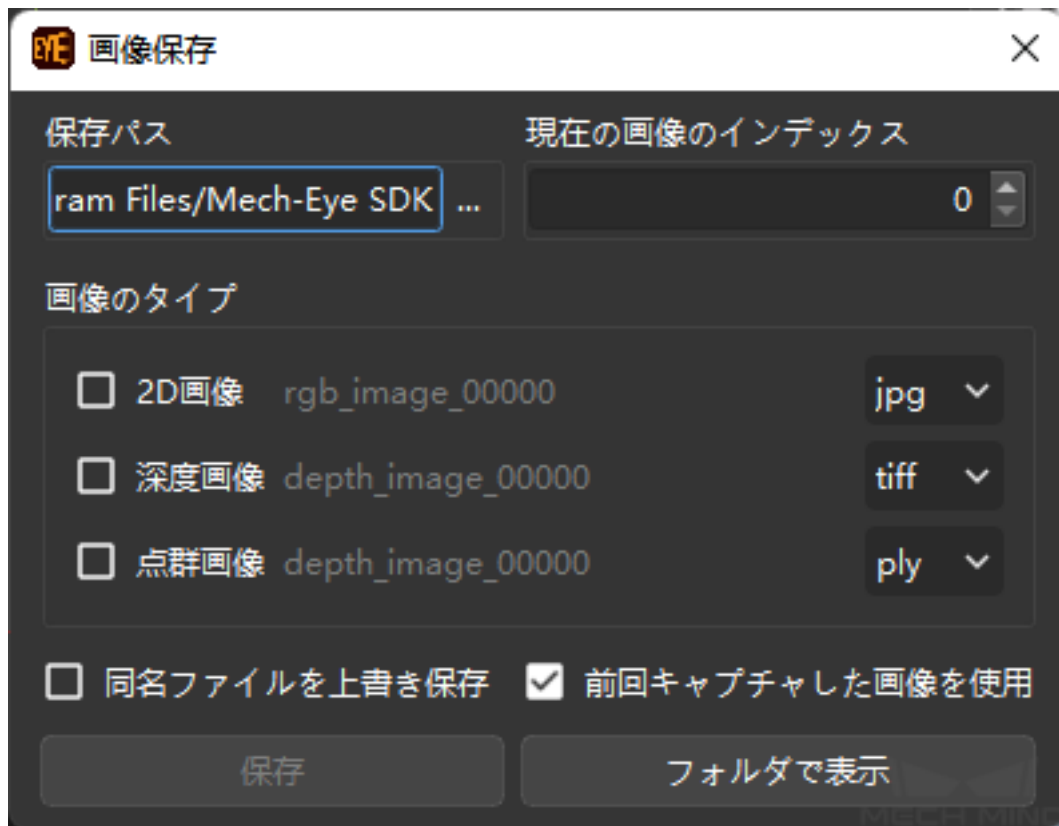 EYE 画像保存
保存パス 現在の画像のインデックス
ram Files/Mech-Eye SDK ... 0
画像のタイプ
2D画像 rgb_image_00000 jpg
深度画像 depth_image_00000 tiff
点群画像 depth_image_00000 ply
同名ファイルを上書き保存 前回キャプチャした画像を使用
保存 フォルダで表示
MECH MIND